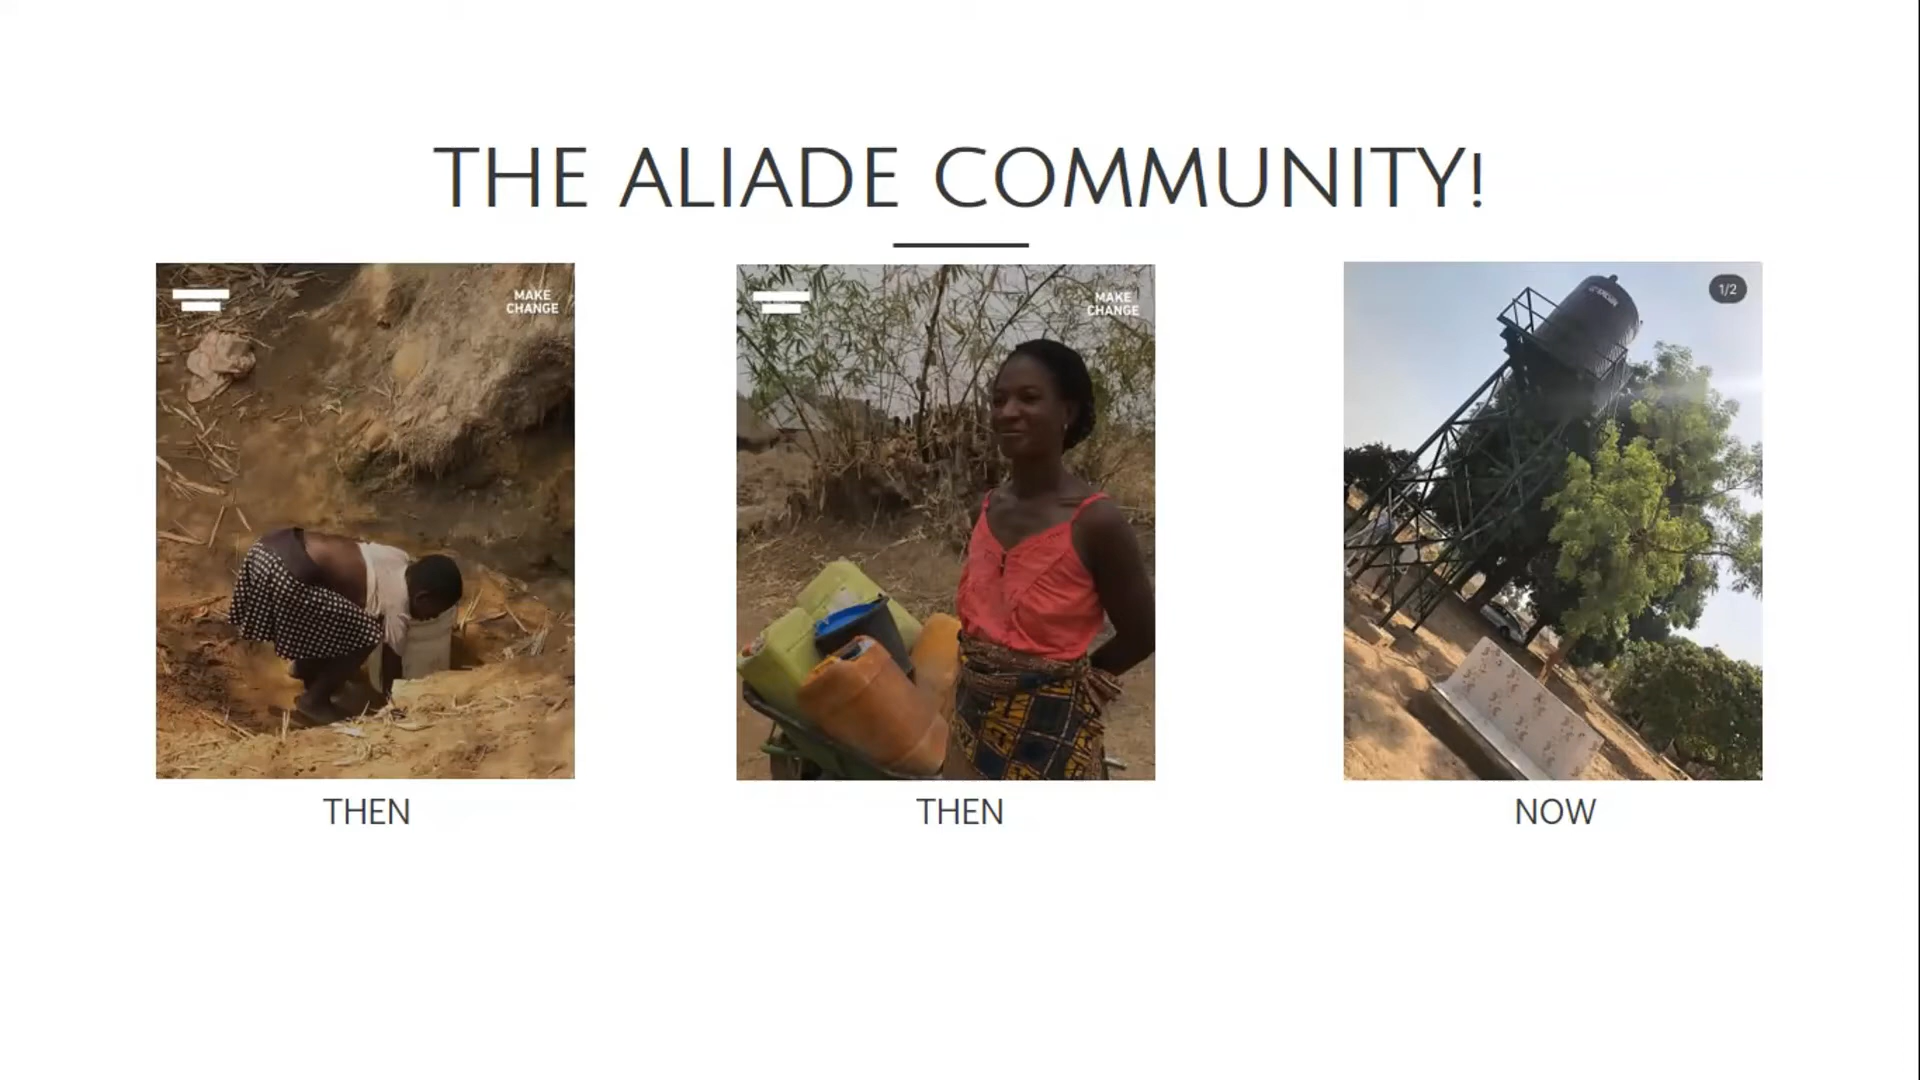 THE ALIADE COMMUNITY!
MAKE
CHANGE
MAKE
CHANGE
1/2
THEN
THEN
NOW